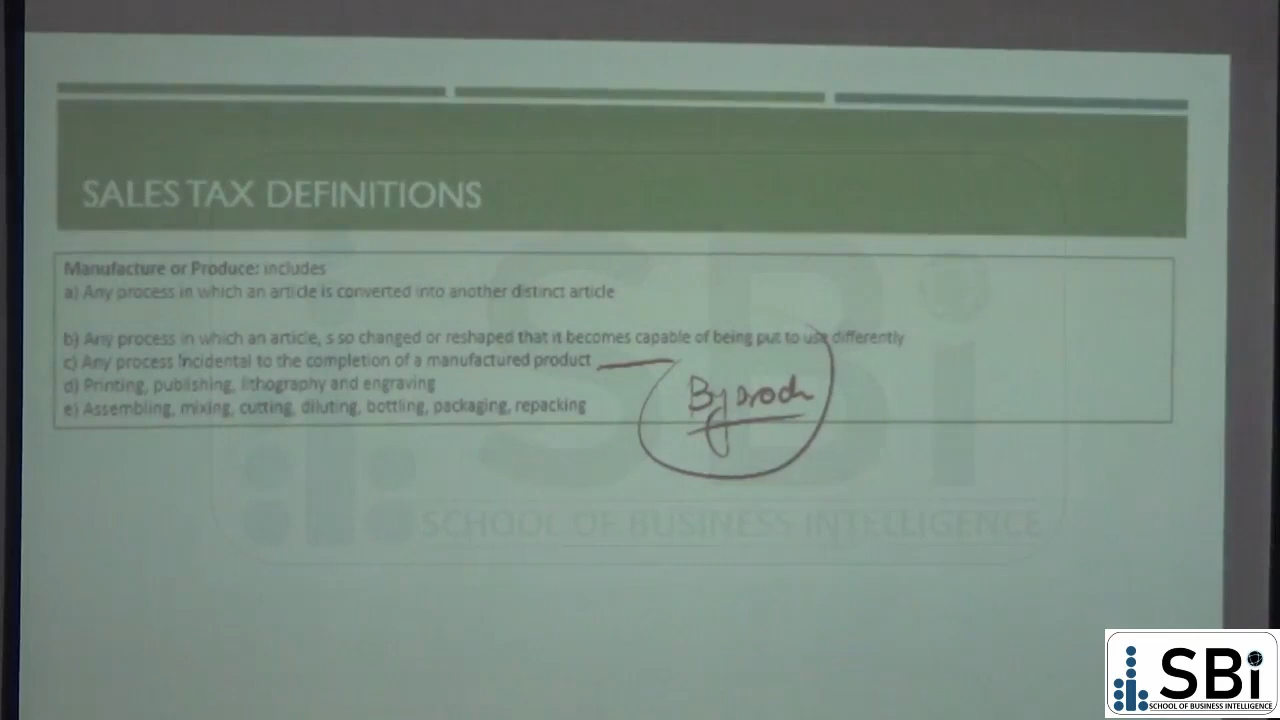 SALES TAX DEFINITIONS
Manufacture or Produce: includes
a) Any process in which an article is converted into another distinct article
b) Any process in which an article, s so changed or reshaped that it becomes capable of being put to use differently
c) Any process Incidental to the completion of a manufactured product
d) Printing, publishing, lithography and engraving
e) Assembling, mixing, cutting, diluting, bottling, packaging, repacking
SBi
SCHOOL OF BUSINESS INTELLIGENCE
SBi
SCHOOL OF BUSINESS INTELLIGENCE